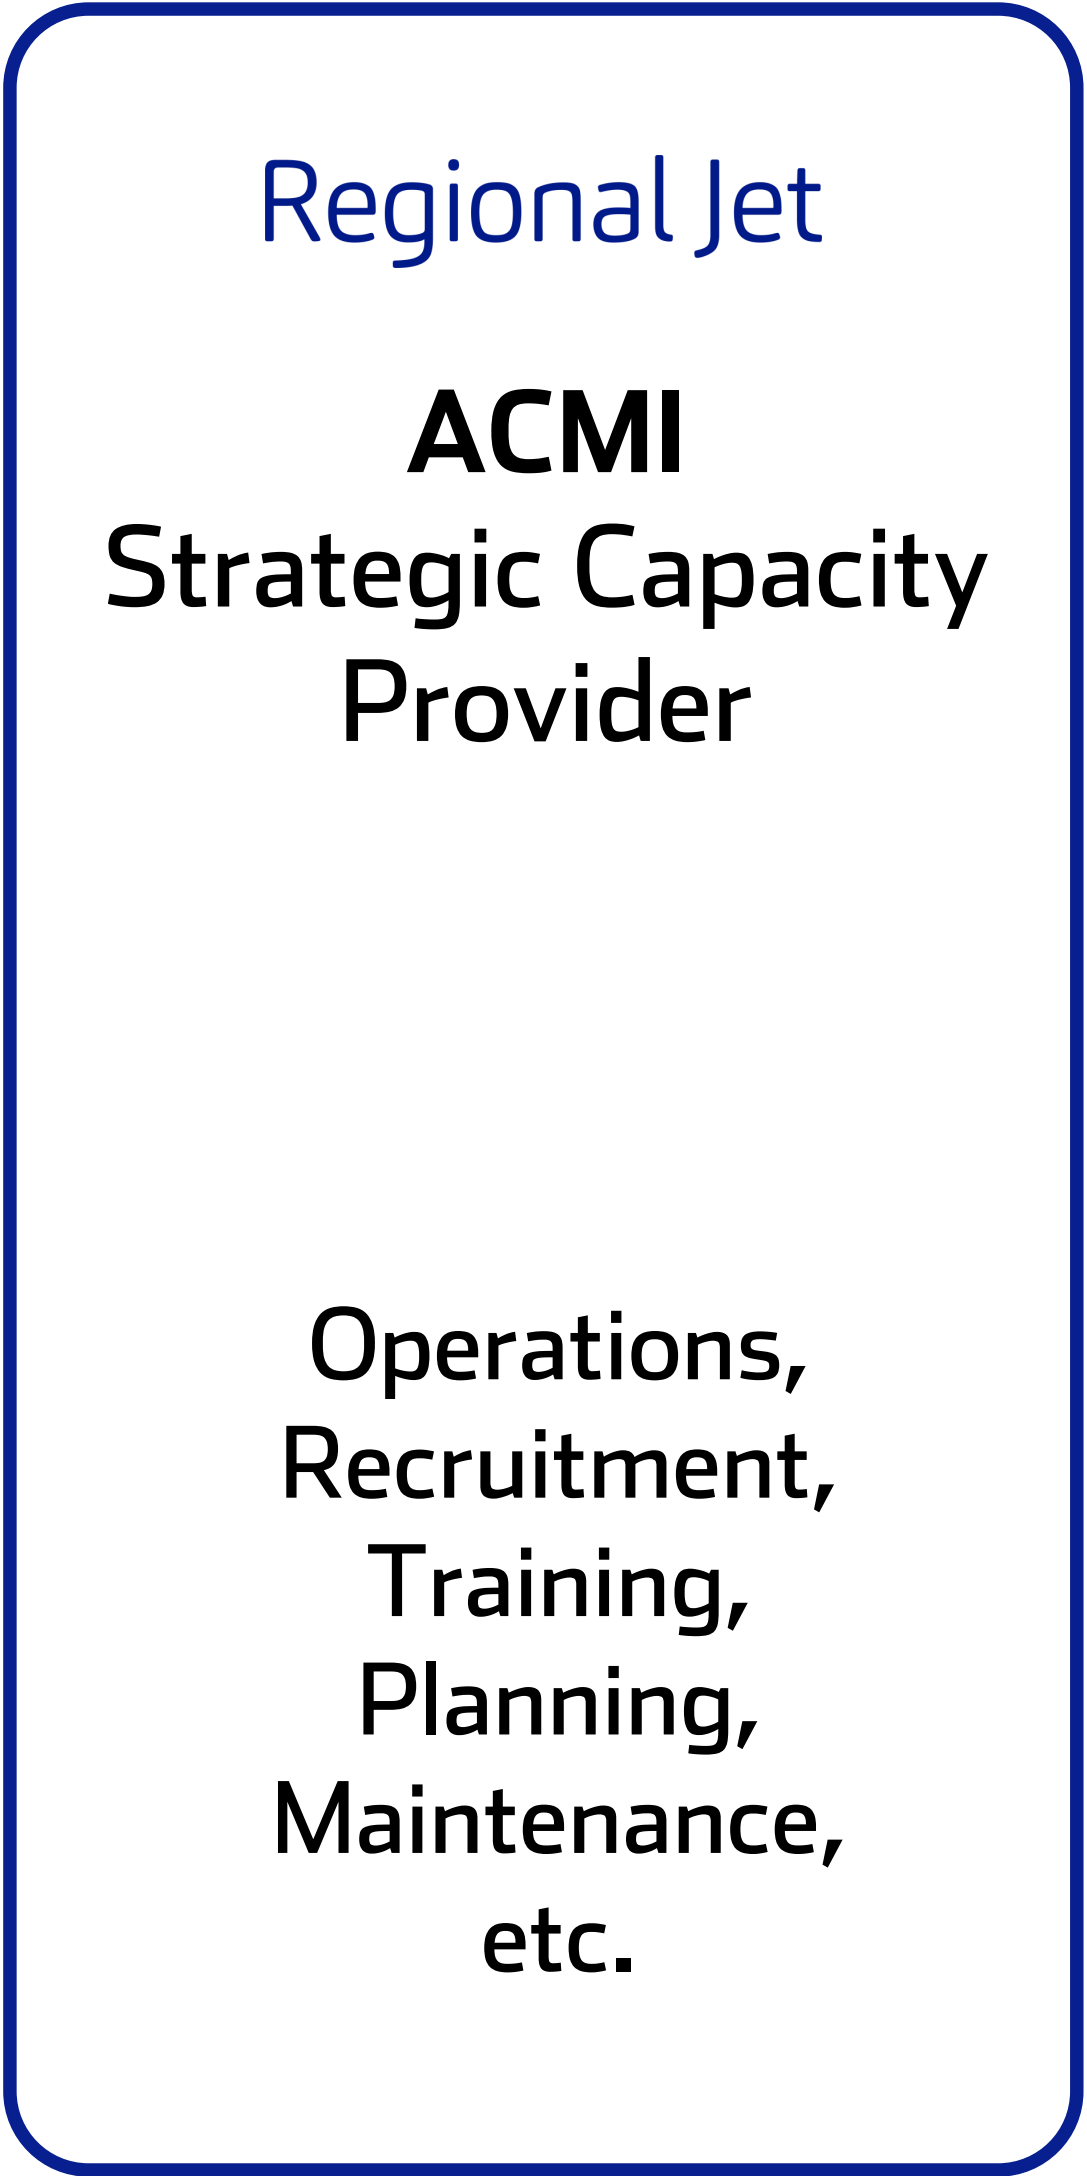 Regional Jet
ACMI
Strategic Capacity
Provider
Operations,
Recruitment,
Training,
Planning,
Maintenance,
etc.